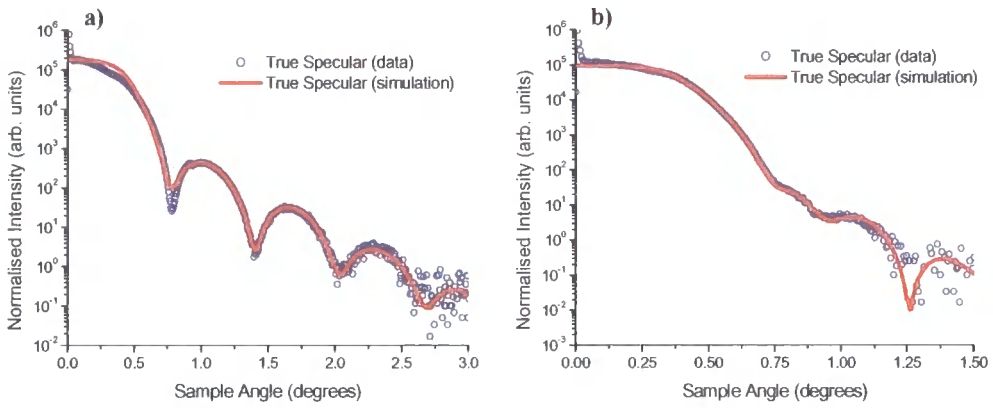 a)
True Specular (data)
True Specular (simulation)
Normalised Intensity (arb. units)
10^6
10^5
10^4
10^3
10^2
10^1
10^0
10^-1
10^-2
0.0 0.5 1.0 1.5 2.0 2.5 3.0
Sample Angle (degrees)
b)
True Specular (data)
True Specular (simulation)
Normalised Intensity (arb. units)
10^6
10^5
10^4
10^3
10^2
10^1
10^0
10^-1
10^-2
10^-3
0.00 0.25 0.50 0.75 1.00 1.25 1.50
Sample Angle (degrees)